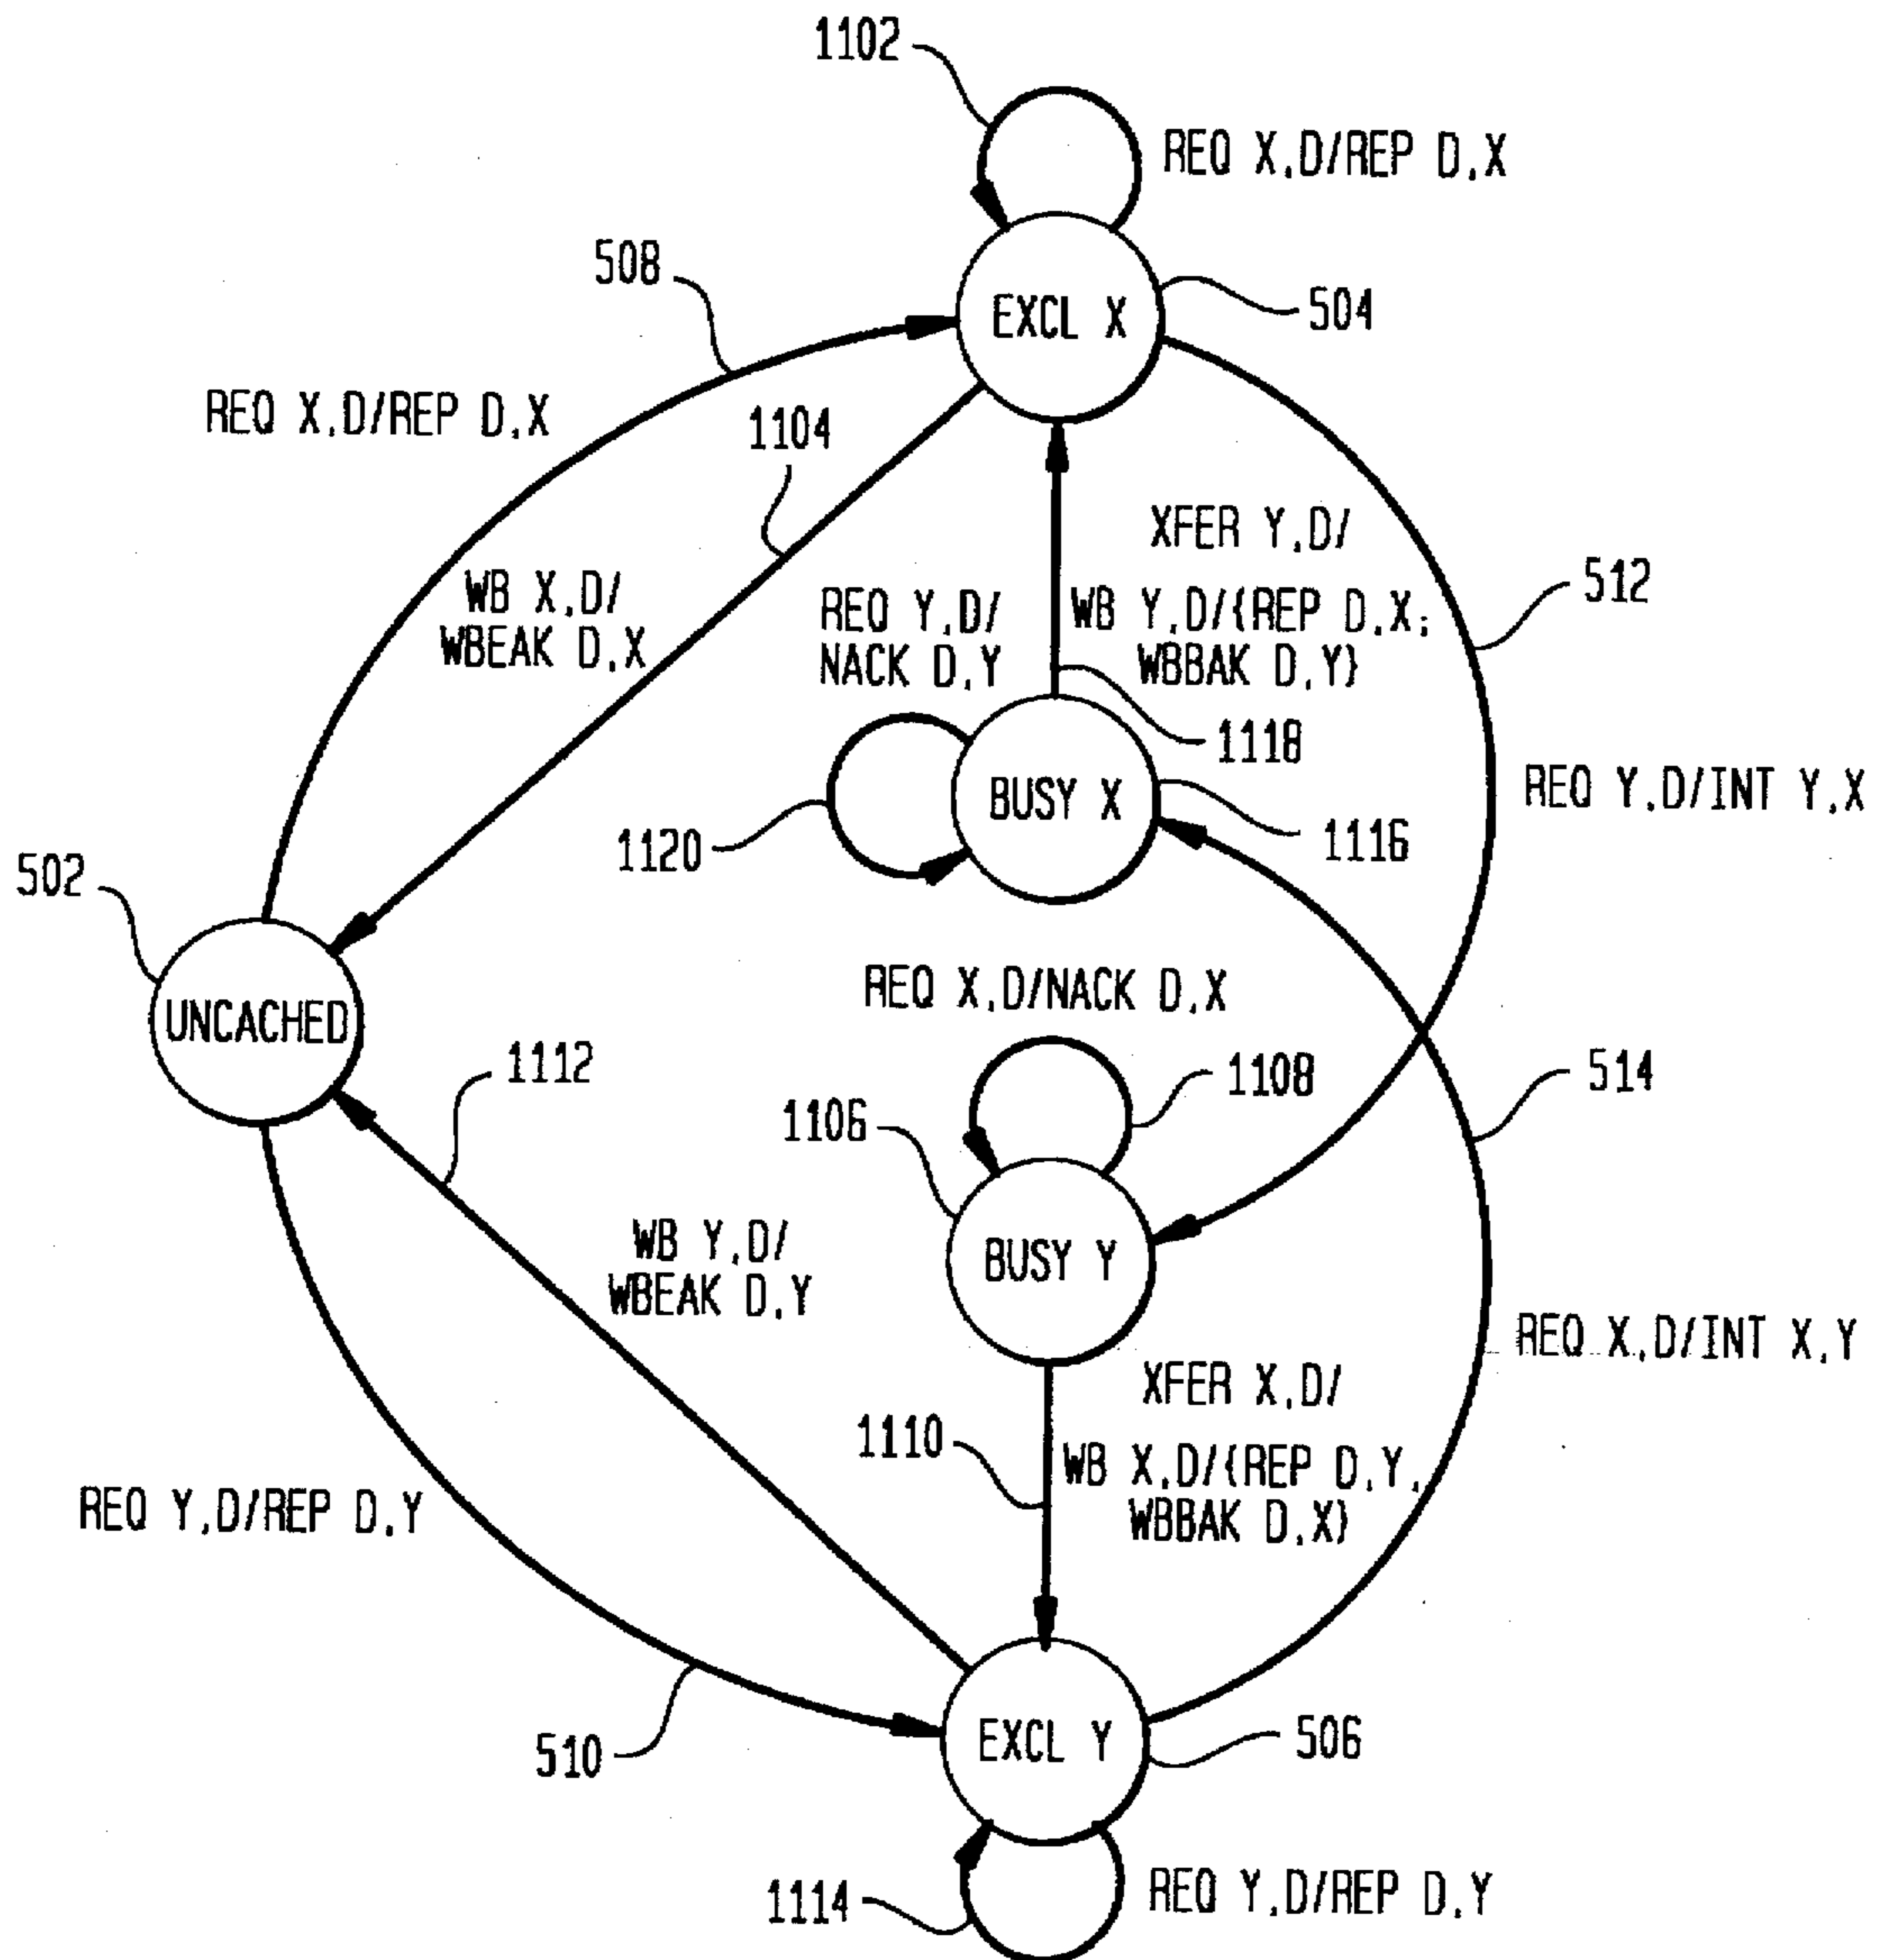 1102
REQ X,D/REP D,X
508
504
EXCL X
REQ X,D/REP D,X
1104
XFER Y,D/
WB X,D/
WBEAK D,X
REQ Y,D/
NACK D,Y
WB Y,D/{REP D,X;
WBBAK D,Y}
512
1118
REQ Y,D/INT Y,X
BUSY X
1116
1120
502
REQ X,D/NACK D,X
UNCACHED
1112
1108
514
1106
WB Y,D/
WBEAK D,Y
BUSY Y
REQ X,D/INT X,Y
XFER X,D/
1110
WB X,D/{REP D,Y,
WBBAK D,X}
REQ Y,D/REP D,Y
510
EXCL Y
506
1114
REQ Y,D/REP D,Y